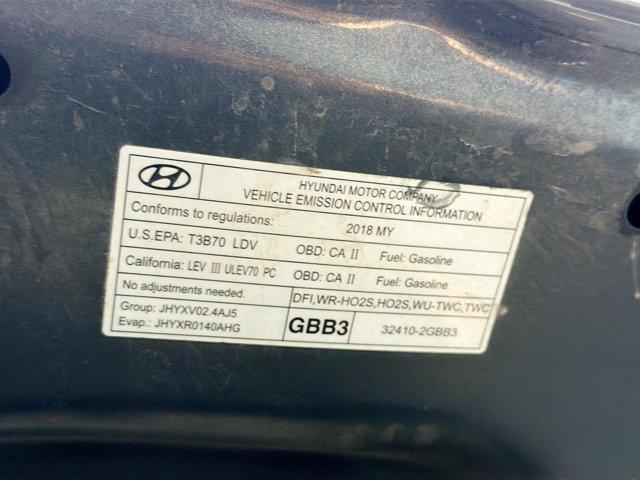 HYUNDAI MOTOR COMPANY
VEHICLE EMISSION CONTROL INFORMATION
Conforms to regulations: 2018 MY
U.S.EPA: T3B70 LDV OBD: CA II Fuel: Gasoline
California: LEV III ULEV70 PC OBD: CA II Fuel: Gasoline
No adjustments needed. DFI,WR-HO2S,HO2S,WU-TWC,TWC
Group: JHYXV02.4AJ5
Evap.: JHYXR0140AHG
GBB3 32410-2GBB3